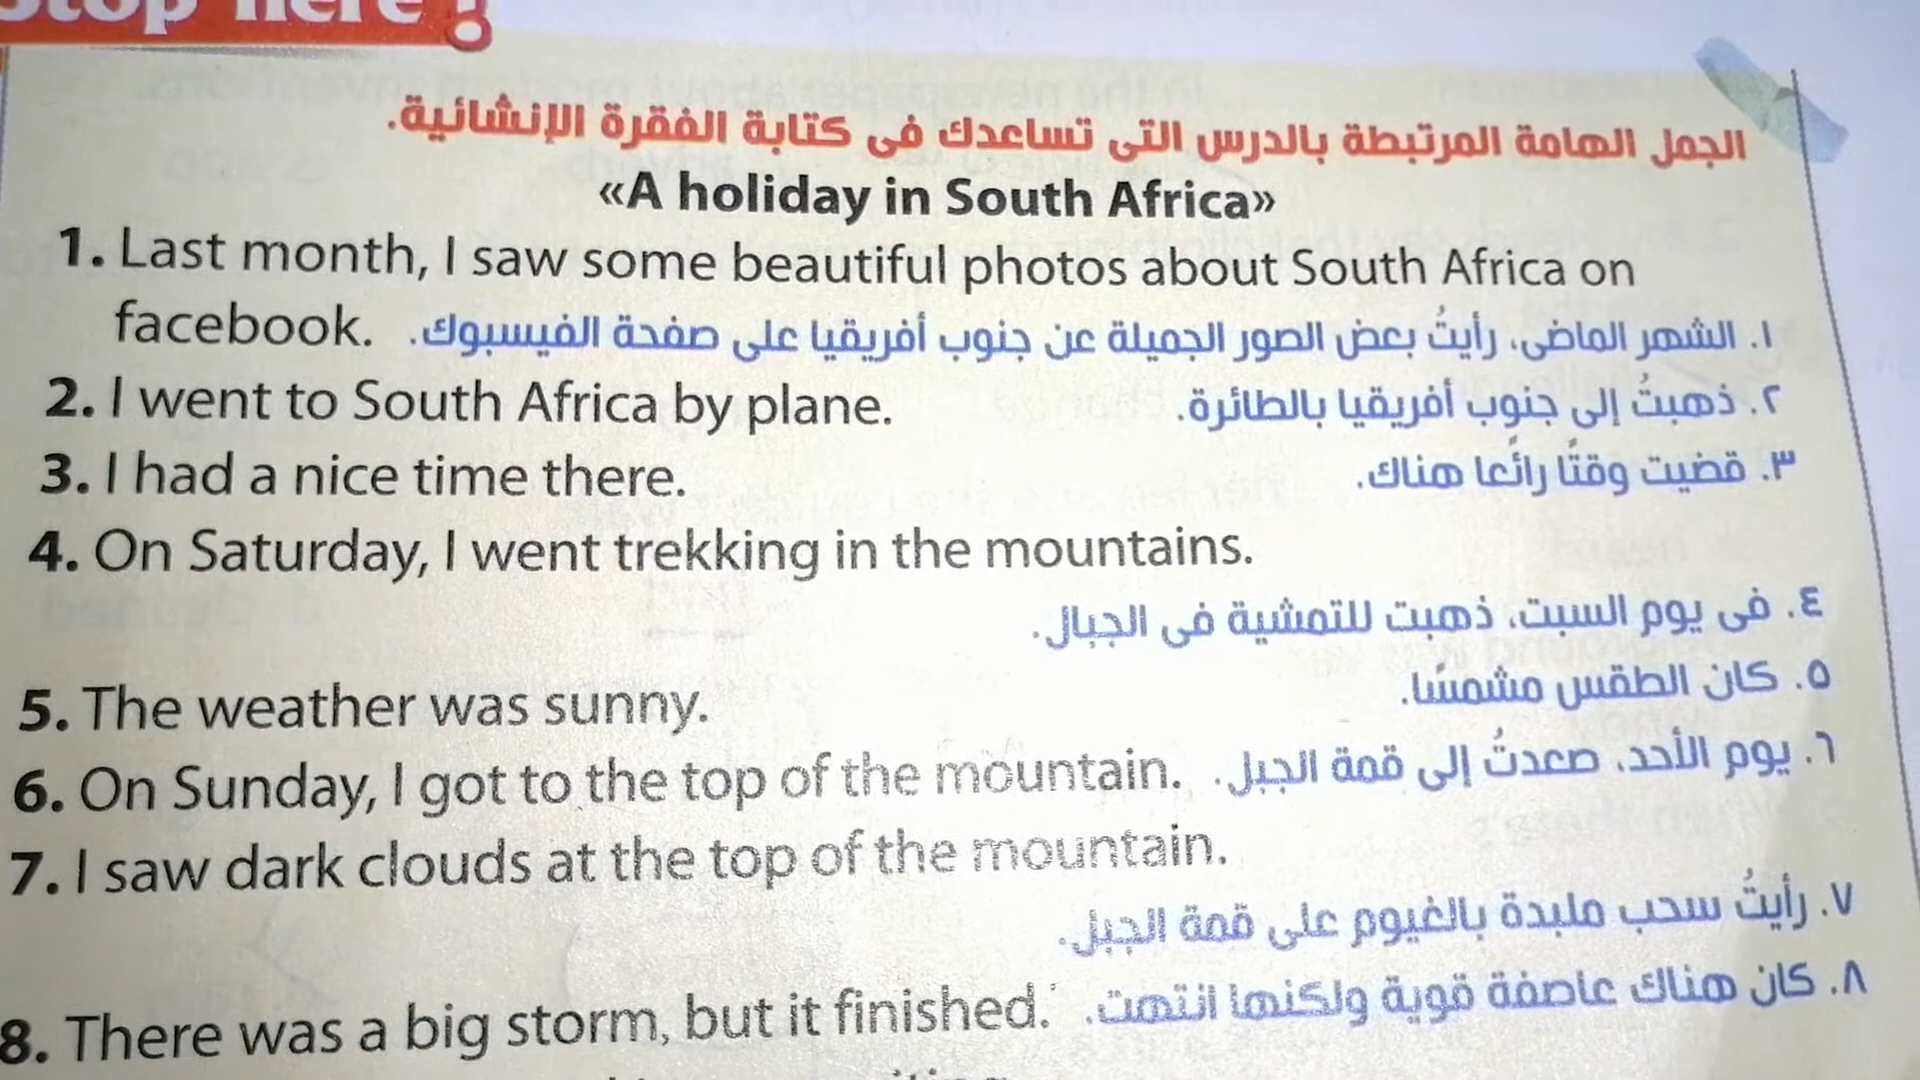 Stop here !
الجمل الهامة المرتبطة بالدرس التى تساعدك فى كتابة الفقرة الإنشائية.
«A holiday in South Africa»
1. Last month, I saw some beautiful photos about South Africa on
facebook. ١. الشهر الماضى، رأيتُ بعض الصور الجميلة عن جنوب أفريقيا على صفحة الفيسبوك.
2. I went to South Africa by plane. ٢. ذهبتُ إلى جنوب أفريقيا بالطائرة.
3. I had a nice time there. ٣. قضيت وقتًا رائعًا هناك.
4. On Saturday, I went trekking in the mountains.
٤. فى يوم السبت، ذهبت للتمشية فى الجبال.
5. The weather was sunny. ٥. كان الطقس مشمسًا.
6. On Sunday, I got to the top of the mountain. ٦. يوم الأحد، صعدتُ إلى قمة الجبل.
7. I saw dark clouds at the top of the mountain.
٧. رأيتُ سحب ملبدة بالغيوم على قمة الجبل.
8. There was a big storm, but it finished. ٨. كان هناك عاصفة قوية ولكنها انتهت.